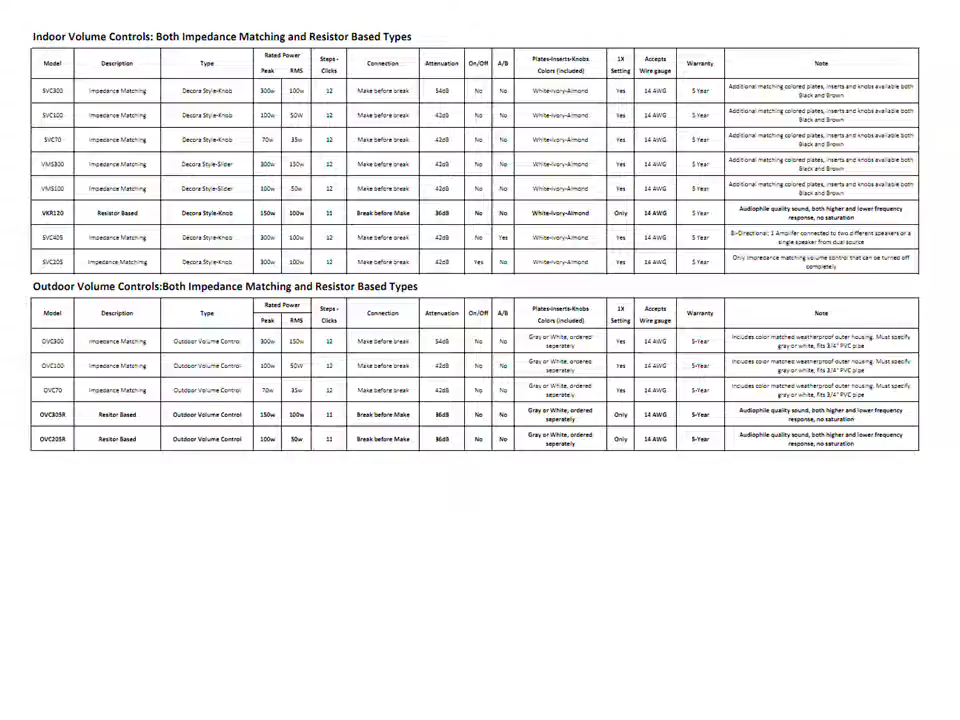 Indoor Volume Controls: Both Impedance Matching and Resistor Based Types
Model Description Type Rated Power Peak RMS Steps - Clicks Connection Attenuation On/Off A/B Plates-Inserts-Knobs Colors (included) 1X Setting Accepts Wire gauge Warranty Note
SVC300 Impedance Matching Decora Style-Knob 300w 100w 12 Make before break 54dB No No White-Ivory-Almond Yes 14 AWG 5 Year Additional matching colored plates, inserts and knobs available both Black and Brown
SVC100 Impedance Matching Decora Style-Knob 100w 50W 12 Make before break 42dB No No White-Ivory-Almond Yes 14 AWG 5 Year Additional matching colored plates, inserts and knobs available both Black and Brown
SVC70 Impedance Matching Decora Style-Knob 70w 35w 12 Make before break 42dB No No White-Ivory-Almond Yes 14 AWG 5 Year Additional matching colored plates, inserts and knobs available both Black and Brown
VMS300 Impedance Matching Decora Style-Slider 300w 150w 12 Make before break 42dB No No White-Ivory-Almond Yes 14 AWG 5 Year Additional matching colored plates, inserts and knobs available both Black and Brown
VMS100 Impedance Matching Decora Style-Slider 100w 50w 12 Make before break 42dB No No White-Ivory-Almond Yes 14 AWG 5 Year Additional matching colored plates, inserts and knobs available both Black and Brown
VKR120 Resistor Based Decora Style-Knob 150w 100w 11 Break before Make 36dB No No White-Ivory-Almond Only 14 AWG 5 Year Audiophile quality sound, both higher and lower frequency response, no saturation
SVC40S Impedance Matching Decora Style-Knob 300w 100w 12 Make before break 42dB No Yes White-Ivory-Almond Yes 14 AWG 5 Year Bi-Directional; 1 Amplifer connected to two different speakers or a single speaker from dual source
SVC20S Impedance Matching Decora Style-Knob 300w 100w 12 Make before break 42dB Yes No White-Ivory-Almond Yes 14 AWG 5 Year Only impredance matching volume control that can be turned off completely
Outdoor Volume Controls:Both Impedance Matching and Resistor Based Types
Model Description Type Rated Power Peak RMS Steps - Clicks Connection Attenuation On/Off A/B Plates-Inserts-Knobs Colors (included) 1X Setting Accepts Wire gauge Warranty Note
OVC300 Impedance Matching Outdoor Volume Control 300w 150w 12 Make before break 54dB No No Gray or White, ordered seperately Yes 14 AWG 5-Year Includes color matched weatherproof outer housing. Must specify gray or white, fits 3/4" PVC pipe
OVC100 Impedance Matching Outdoor Volume Control 100w 50W 12 Make before break 42dB No No Gray or White, ordered seperately Yes 14 AWG 5-Year Includes color matched weatherproof outer housing. Must specify gray or white, fits 3/4" PVC pipe
OVC70 Impedance Matching Outdoor Volume Control 70w 35w 12 Make before break 42dB No No Gray or White, ordered seperately Yes 14 AWG 5-Year Includes color matched weatherproof outer housing. Must specify gray or white, fits 3/4" PVC pipe
OVC305R Resitor Based Outdoor Volume Control 150w 100w 11 Break before Make 36dB No No Gray or White, ordered seperately Only 14 AWG 5-Year Audiophile quality sound, both higher and lower frequency response, no saturation
OVC205R Resitor Based Outdoor Volume Control 100w 50w 11 Break before Make 36dB No No Gray or White, ordered seperately Only 14 AWG 5-Year Audiophile quality sound, both higher and lower frequency response, no saturation